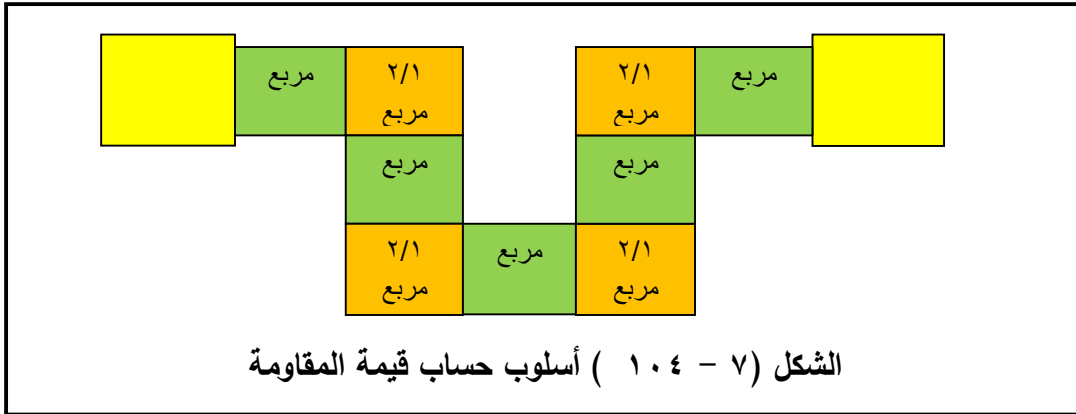 مربع
٢/١
مربع
٢/١
مربع
مربع
مربع
مربع
٢/١
مربع
مربع
٢/١
مربع
الشكل (٧ - ١٠٤ ) أسلوب حساب قيمة المقاومة